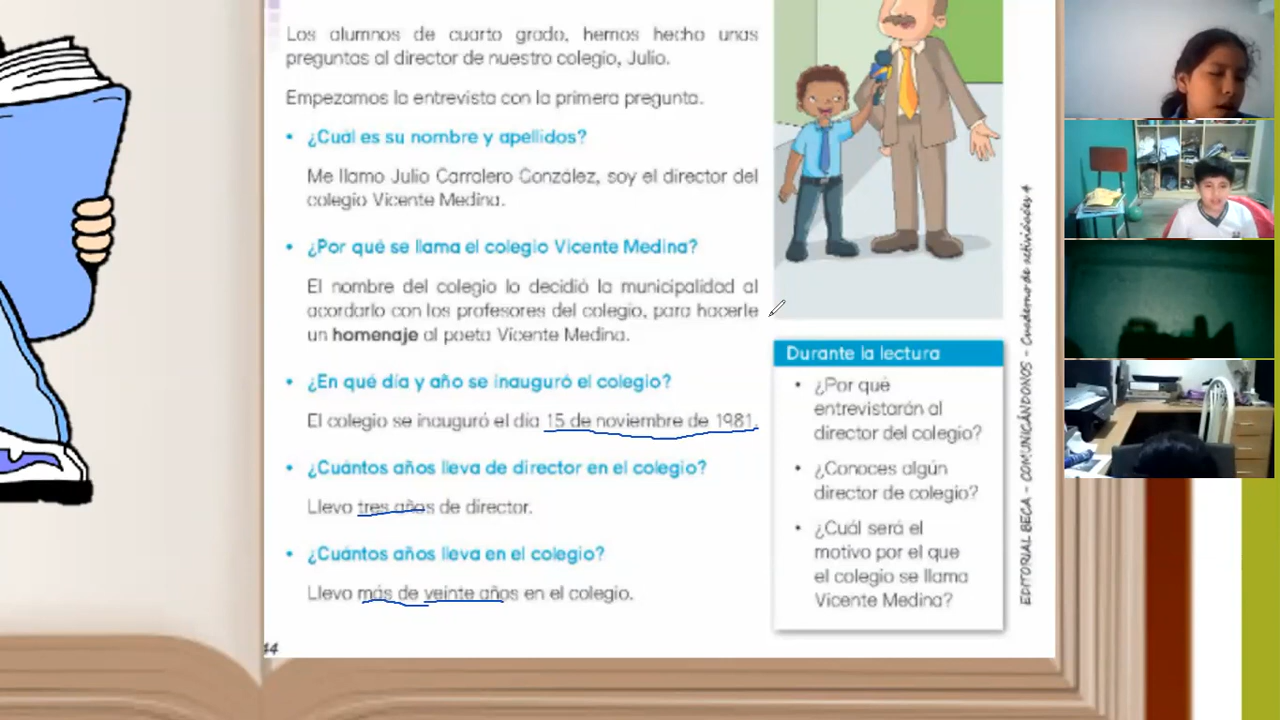 Los alumnos de cuarto grado, hemos hecho unas
preguntas al director de nuestro colegio, Julio.
Empezamos la entrevista con la primera pregunta.
• ¿Cuál es su nombre y apellidos?
Me llamo Julio Carralero González, soy el director del
colegio Vicente Medina.
• ¿Por qué se llama el colegio Vicente Medina?
El nombre del colegio lo decidió la municipalidad al
acordarlo con los profesores del colegio, para hacerle
un homenaje al poeta Vicente Medina.
• ¿En qué día y año se inauguró el colegio?
El colegio se inauguró el día 15 de noviembre de 1981.
• ¿Cuántos años lleva de director en el colegio?
Llevo tres años de director.
• ¿Cuántos años lleva en el colegio?
Llevo más de veinte años en el colegio.
44
Durante la lectura
• ¿Por qué
entrevistarán al
director del colegio?
• ¿Conoces algún
director de colegio?
• ¿Cuál será el
motivo por el que
el colegio se llama
Vicente Medina?
EDITORIAL BECA - COMUNICÁNDONOS - Cuaderno de actividades 4